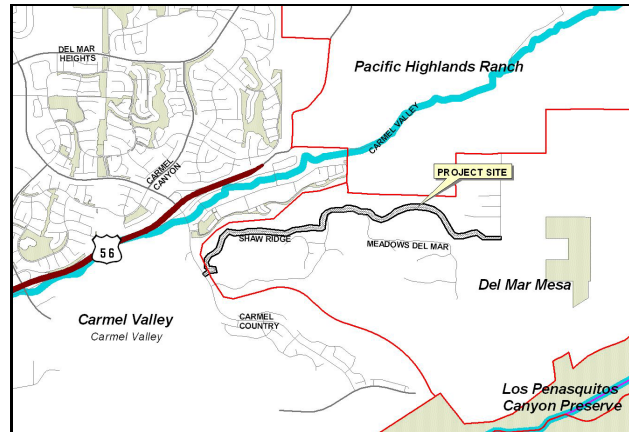 DEL MAR
HEIGHTS
Pacific Highlands Ranch
CARMEL VALLEY
CARMEL
CANYON
PROJECT SITE
56
SHAW RIDGE
MEADOWS DEL MAR
Del Mar Mesa
Carmel Valley
Carmel Valley
CARMEL
COUNTRY
Los Penasquitos
Canyon Preserve